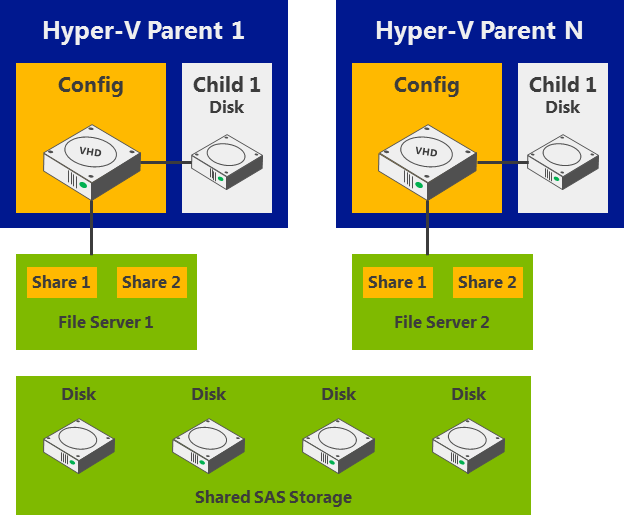 Hyper-V Parent 1
Hyper-V Parent N
Config
Child 1
Disk
Config
Child 1
Disk
VHD
VHD
Share 1
Share 2
Share 1
Share 2
File Server 1
File Server 2
Disk
Disk
Disk
Disk
Shared SAS Storage